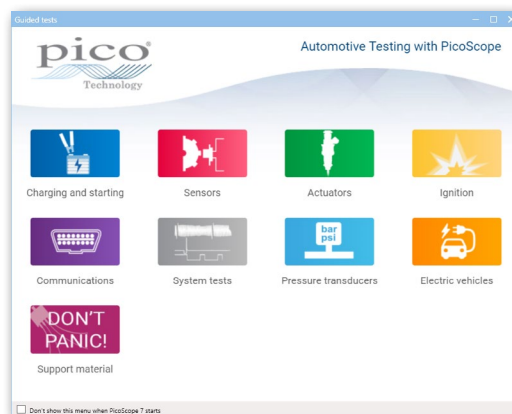 Guided tests
pico
Technology
Automotive Testing with PicoScope
Charging and starting
Sensors
Actuators
Ignition
bar
psi
Communications
System tests
Pressure transducers
Electric vehicles
DON'T
PANIC!
Support material
Don't show this menu when PicoScope 7 starts